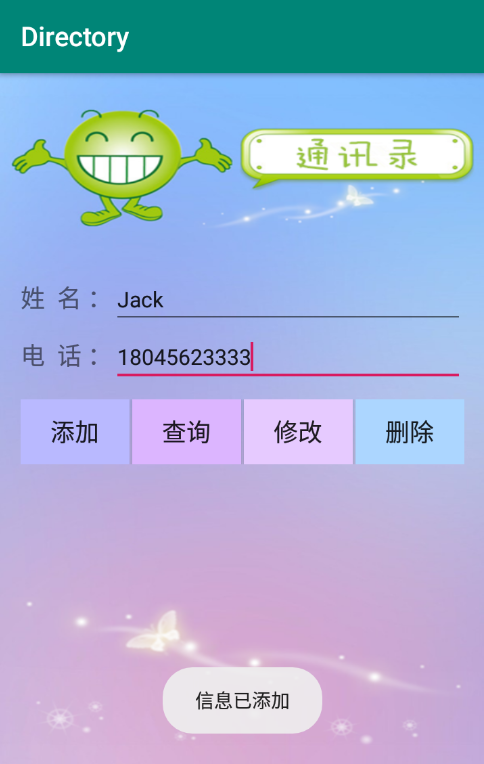 Directory
通讯录
姓 名： Jack
电 话： 18045623333
添加 查询 修改 删除
信息已添加